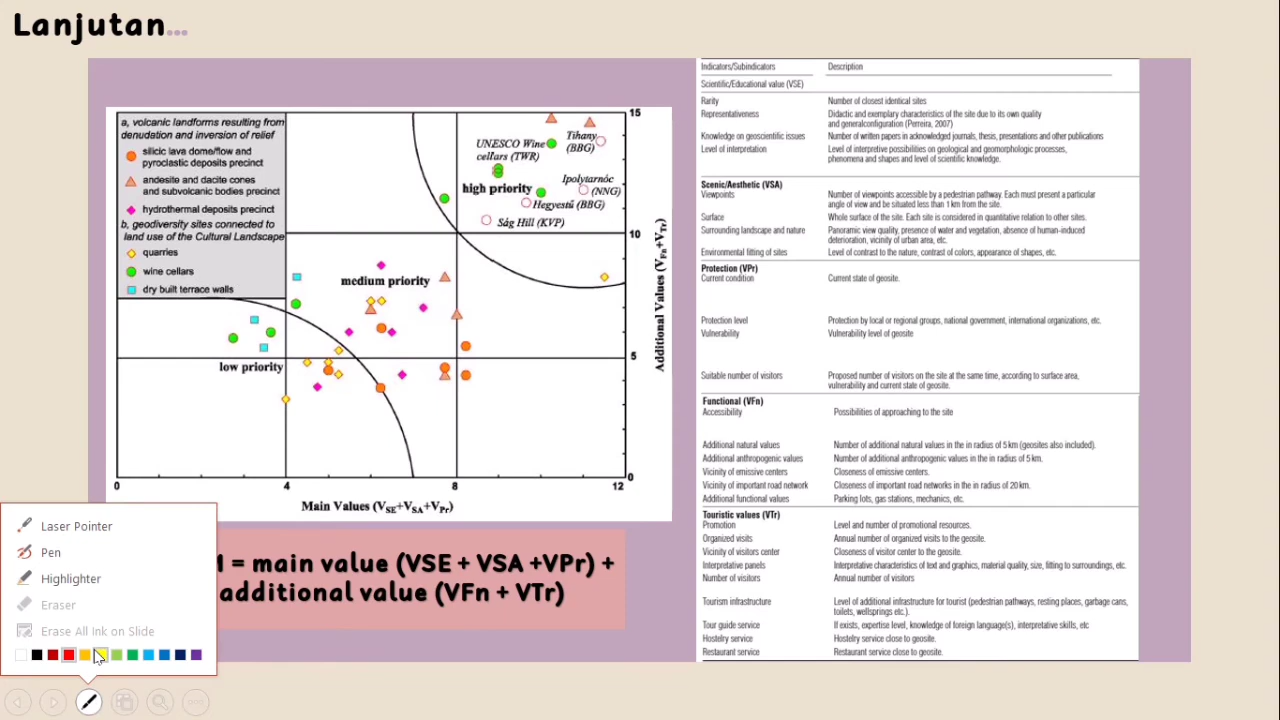 Lanjutan...
a, volcanic landforms resulting from
denudation and inversion of relief
silicic lava dome/flow and
pyroclastic deposits precinct
andesite and dacite cones
and subvolcanic bodies precinct
hydrothermal deposits precinct
b, geodiversity sites connected to
land use of the Cultural Landscape
quarries
wine cellars
dry built terrace walls
UNESCO Wine
cellars (TWR)
Tihany
(BBG)
high priority
Ipolytarnóc
(NNG)
Hegyestű (BBG)
Ság Hill (KVP)
medium priority
low priority
15
10
5
0
Additional Values (VFn+VTr)
0
4
8
12
Main Values (VSE+VSA+VPr)
= main value (VSE + VSA +VPr) +
additional value (VFn + VTr)
Indicators/Subindicators Description
Scientific/Educational value (VSE)
Rarity Number of closest identical sites
Representativeness Didactic and exemplary characteristics of the site due to its own quality
and generalconfiguration (Perreira, 2007)
Knowledge on geoscientific issues Number of written papers in acknowledged journals, thesis, presentations and other publications
Level of interpretation Level of interpretive possibilities on geological and geomorphologic processes,
phenomena and shapes and level of scientific knowledge.
Scenic/Aesthetic (VSA)
Viewpoints Number of viewpoints accessible by a pedestrian pathway. Each must present a particular
angle of view and be situated less than 1 km from the site.
Surface Whole surface of the site. Each site is considered in quantitative relation to other sites.
Surrounding landscape and nature Panoramic view quality, presence of water and vegetation, absence of human-induced
deterioration, vicinity of urban area, etc.
Environmental fitting of sites Level of contrast to the nature, contrast of colors, appearance of shapes, etc.
Protection (VPr)
Current condition Current state of geosite.
Protection level Protection by local or regional groups, national government, international organizations, etc.
Vulnerability Vulnerability level of geosite
Suitable number of visitors Proposed number of visitors on the site at the same time, according to surface area,
vulnerability and current state of geosite.
Functional (VFn)
Accessibility Possibilities of approaching to the site
Additional natural values Number of additional natural values in the in radius of 5 km (geosites also included).
Additional anthropogenic values Number of additional anthropogenic values in the in radius of 5 km.
Vicinity of emissive centers Closeness of emissive centers.
Vicinity of important road network Closeness of important road networks in the in radius of 20 km.
Additional functional values Parking lots, gas stations, mechanics, etc.
Touristic values (VTr)
Promotion Level and number of promotional resources.
Organized visits Annual number of organized visits to the geosite.
Vicinity of visitors center Closeness of visitor center to the geosite.
Interpretative panels Interpretative characteristics of text and graphics, material quality, size, fitting to surroundings, etc.
Number of visitors Annual number of visitors
Tourism infrastructure Level of additional infrastructure for tourist (pedestrian pathways, resting places, garbage cans,
toilets, wellsprings etc.).
Tour guide service If exists, expertise level, knowledge of foreign language(s), interpretative skills, etc
Hostelry service Hostelry service close to geosite.
Restaurant service Restaurant service close to geosite.
Laser Pointer
Pen
Highlighter
Eraser
Erase All Ink on Slide